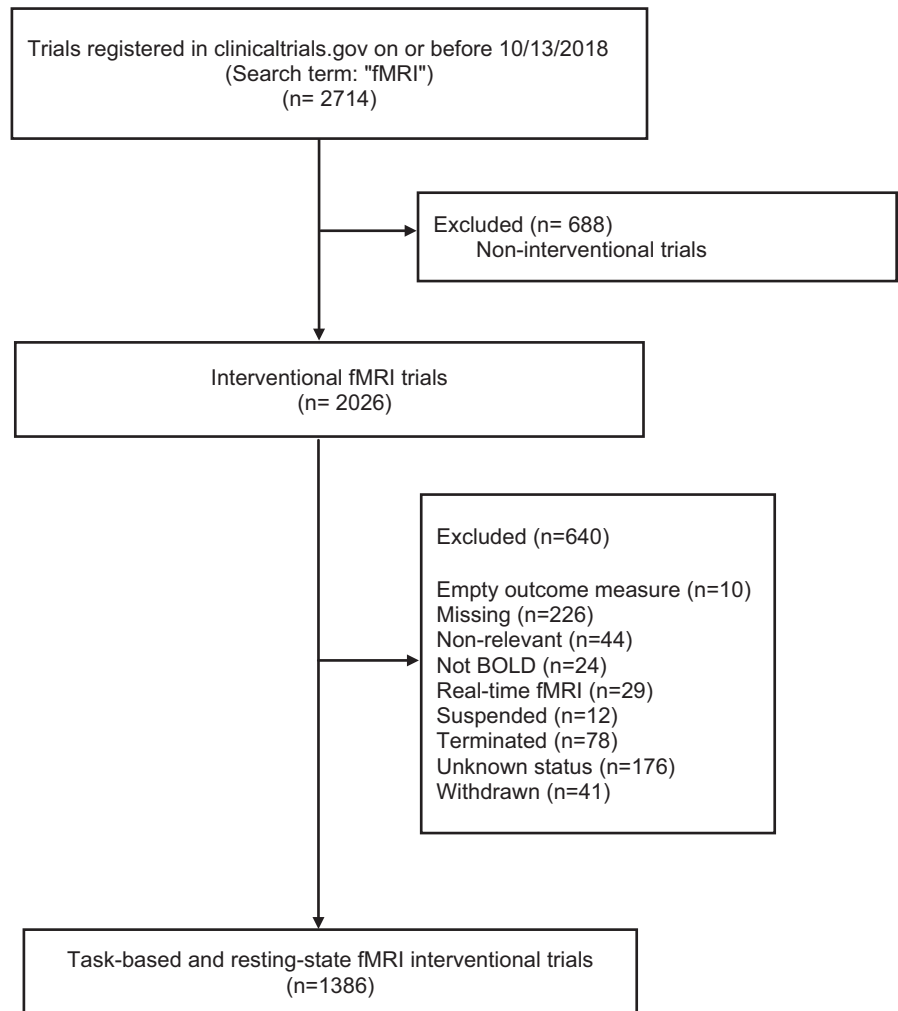 Trials registered in clinicaltrials.gov on or before 10/13/2018
(Search term: "fMRI")
(n= 2714)
Excluded (n= 688)
Non-interventional trials
Interventional fMRI trials
(n= 2026)
Excluded (n=640)
Empty outcome measure (n=10)
Missing (n=226)
Non-relevant (n=44)
Not BOLD (n=24)
Real-time fMRI (n=29)
Suspended (n=12)
Terminated (n=78)
Unknown status (n=176)
Withdrawn (n=41)
Task-based and resting-state fMRI interventional trials
(n=1386)